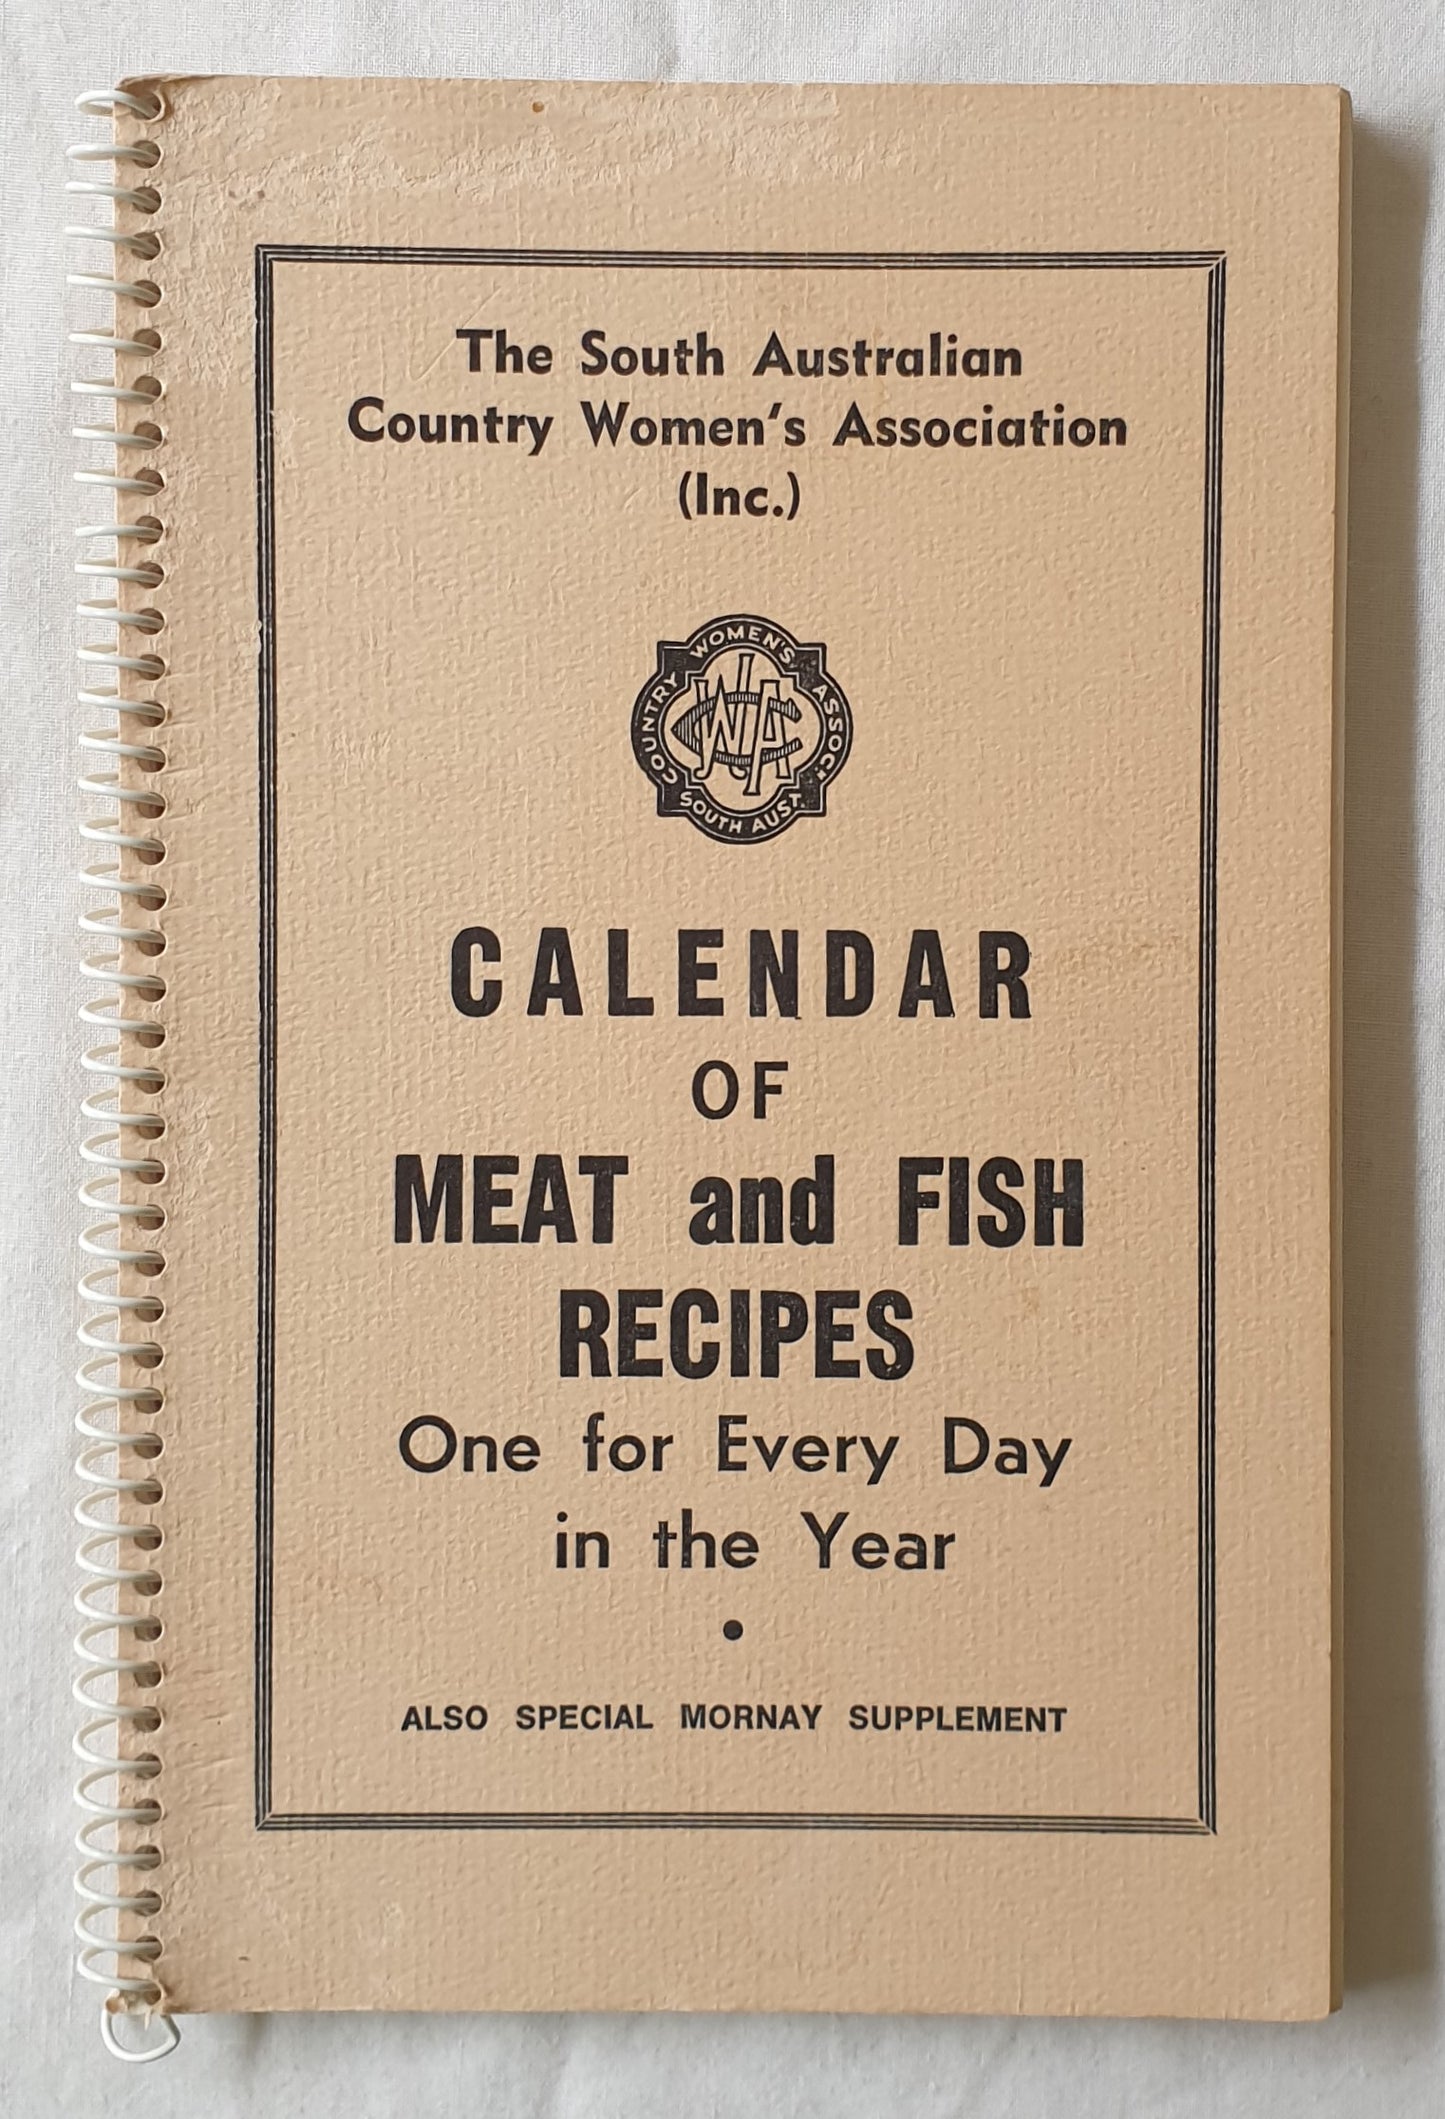 The South Australian
Country Women's Association
(Inc.)
COUNTRY WOMEN'S ASSOCN.
CWA
SOUTH AUST.
CALENDAR
OF
MEAT and FISH
RECIPES
One for Every Day
in the Year
•
ALSO SPECIAL MORNAY SUPPLEMENT